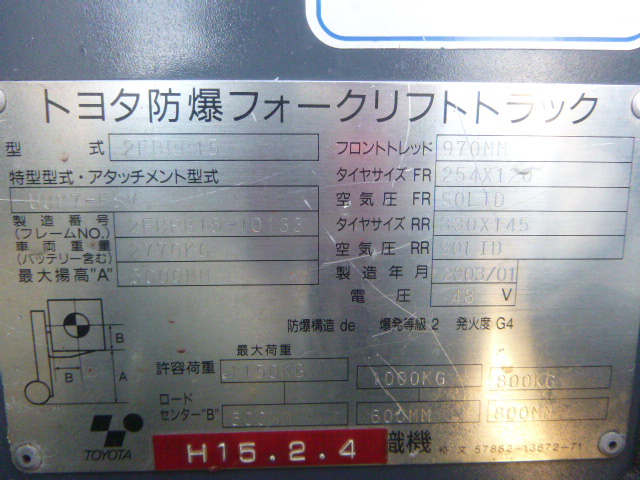 トヨタ防爆フォークリフトトラック
型式
フロントトレッド 970MM
特型型式・アタッチメント型式
タイヤサイズ FR 254X120
空気圧 FR SOLID
製造番号
(フレームNO.)
タイヤサイズ RR 330X145
車両重量 2770KG
(バッテリー含む)
空気圧 RR SOLID
最大揚高"A" 3000MM
製造年月 2003/01
電圧 48 V
防爆構造 de 爆発等級 2 発火度 G4
B
B
A
最大荷重
許容荷重 1000KG 800KG
ロード
センター"B" 600MM
TOYOTA
H15.2.4
織機